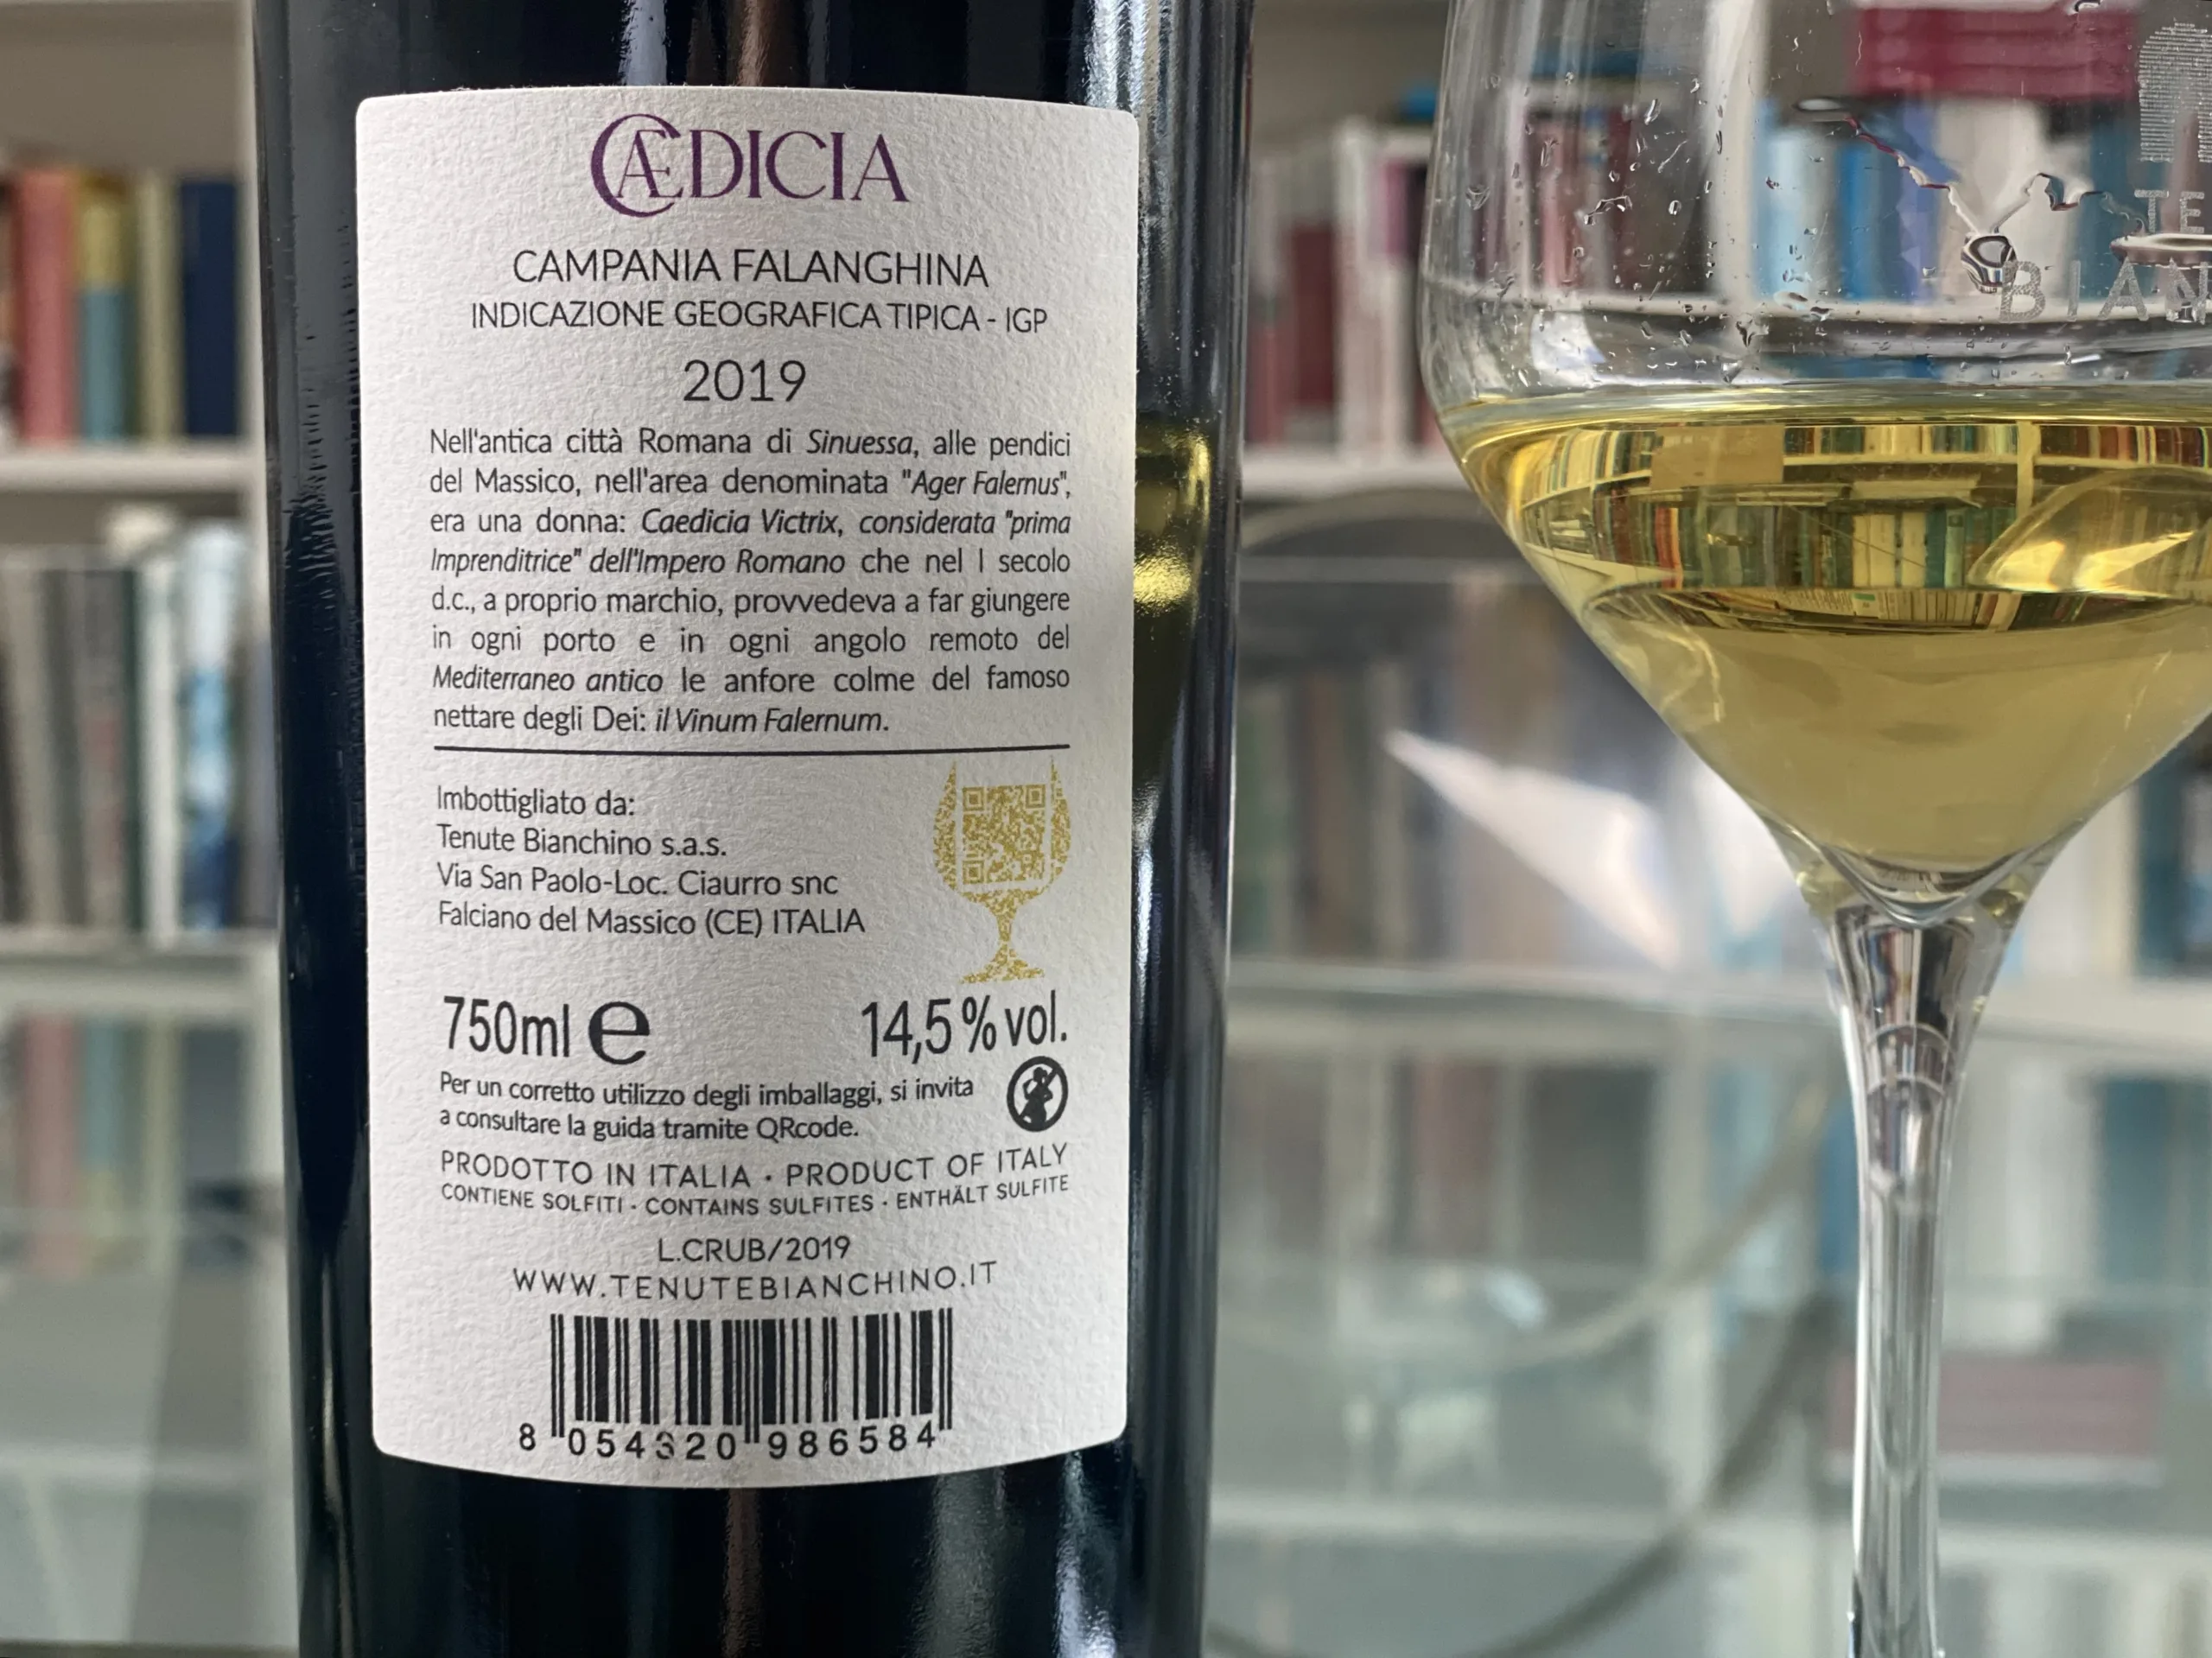 CAEDICIA
CAMPANIA FALANGHINA
INDICAZIONE GEOGRAFICA TIPICA - IGP
2019
Nell'antica città Romana di Sinuessa, alle pendici
del Massico, nell'area denominata "Ager Falernus",
era una donna: Caedicia Victrix, considerata "prima
Imprenditrice" dell'Impero Romano che nel I secolo
d.c., a proprio marchio, provvedeva a far giungere
in ogni porto e in ogni angolo remoto del
Mediterraneo antico le anfore colme del famoso
nettare degli Dei: il Vinum Falernum.
Imbottigliato da:
Tenute Bianchino s.a.s.
Via San Paolo-Loc. Ciaurro snc
Falciano del Massico (CE) ITALIA
750ml e 14,5% vol.
Per un corretto utilizzo degli imballaggi, si invita
a consultare la guida tramite QRcode.
PRODOTTO IN ITALIA · PRODUCT OF ITALY
CONTIENE SOLFITI · CONTAINS SULFITES · ENTHÄLT SULFITE
L.CRUB/2019
WWW.TENUTEBIANCHINO.IT
8 054320 986584
TE
BIAN